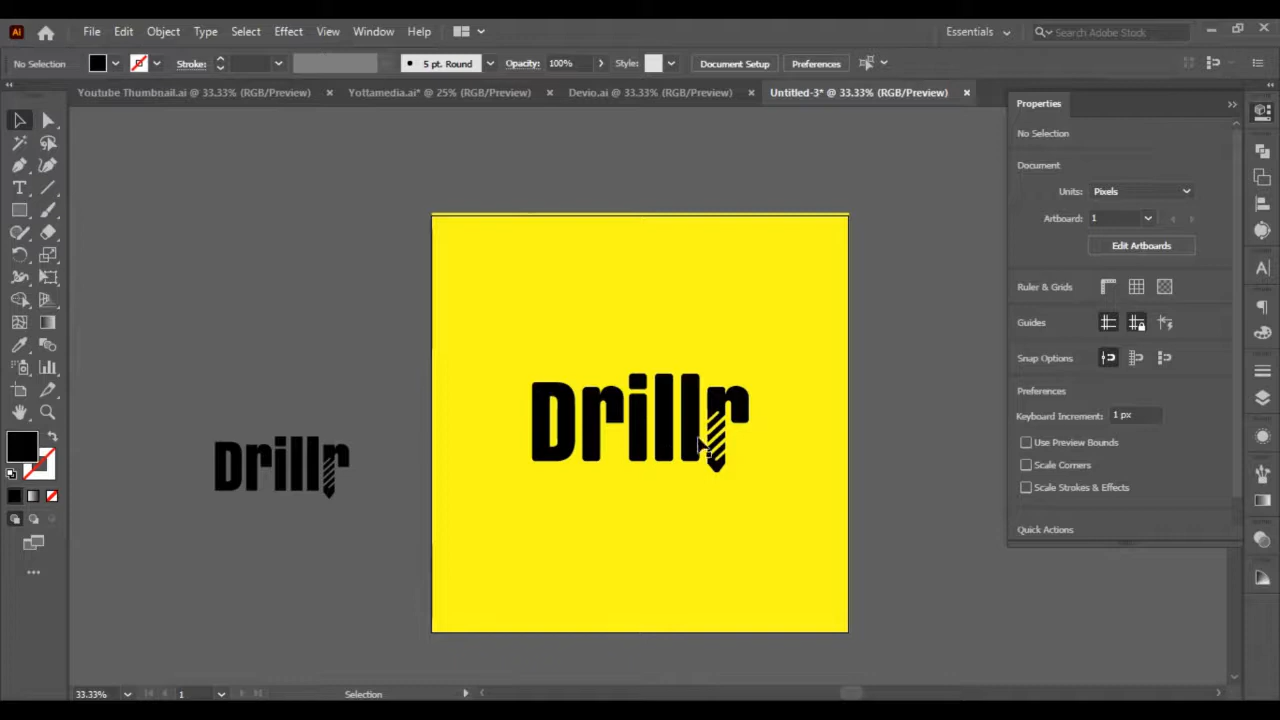 Ai File Edit Object Type Select Effect View Window Help Essentials Search Adobe Stock
No Selection Stroke: 5 pt. Round Opacity: 100% Style: Document Setup Preferences
Youtube Thumbnail.ai @ 33.33% (RGB/Preview) × Yottamedia.ai* @ 25% (RGB/Preview) × Devio.ai @ 33.33% (RGB/Preview) × Untitled-3* @ 33.33% (RGB/Preview) ×
Properties
No Selection
Document
Units: Pixels
Artboard: 1
Edit Artboards
Ruler & Grids
Guides
Snap Options
Preferences
Keyboard Increment: 1 px
Use Preview Bounds
Scale Corners
Scale Strokes & Effects
Quick Actions
Drillr
Drillr
33.33% 1 Selection